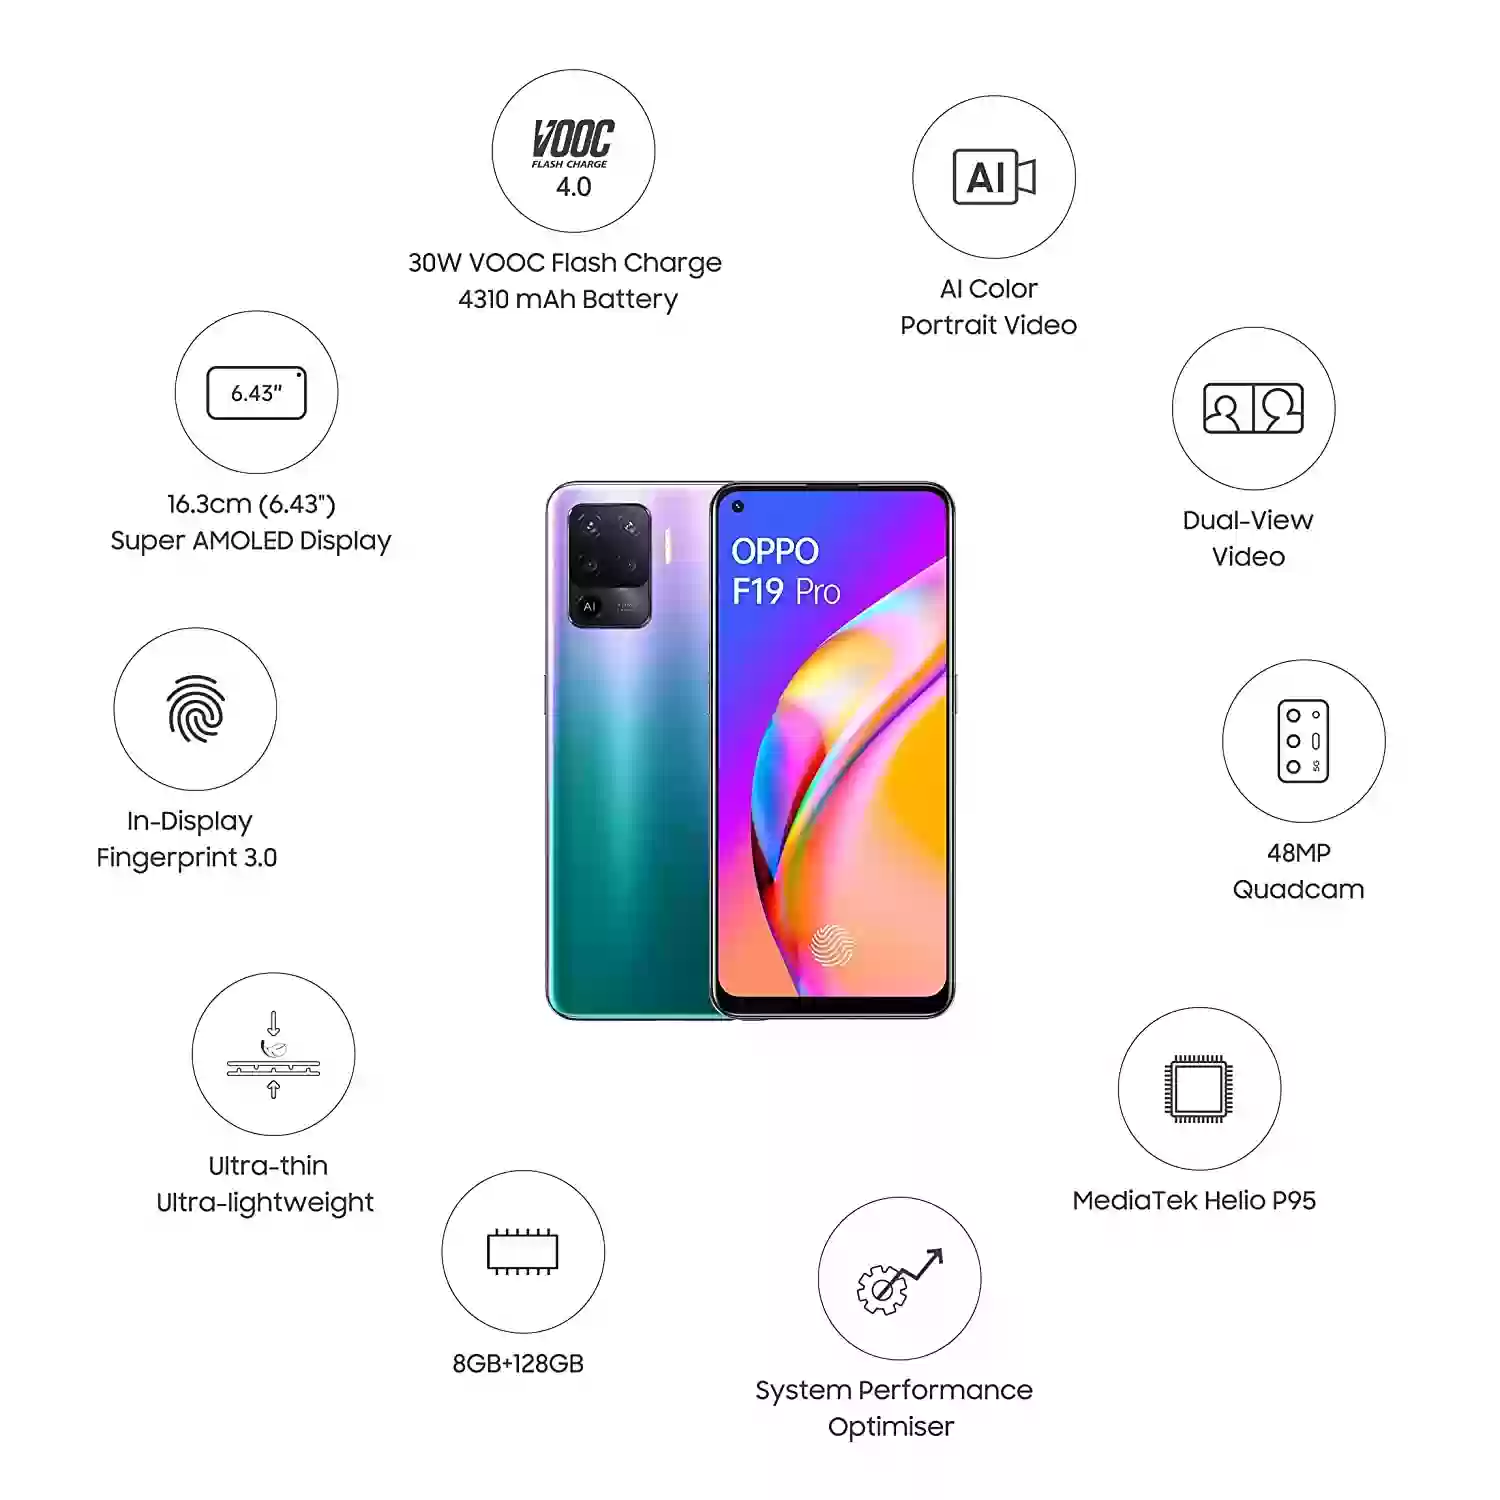 VOOC
FLASH CHARGE
4.0
30W VOOC Flash Charge
4310 mAh Battery
AI
AI Color
Portrait Video
6.43"
16.3cm (6.43")
Super AMOLED Display
Dual-View
Video
AI
OPPO
F19 Pro
In-Display
Fingerprint 3.0
5G
48MP
Quadcam
Ultra-thin
Ultra-lightweight
MediaTek Helio P95
8GB+128GB
System Performance
Optimiser